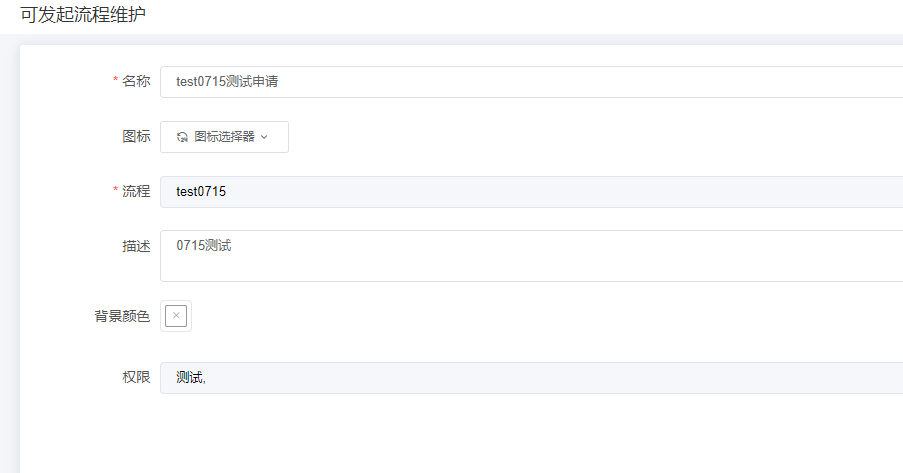 可发起流程维护
* 名称 test0715测试申请
图标 图标选择器
* 流程 test0715
描述 0715测试
背景颜色
权限 测试,